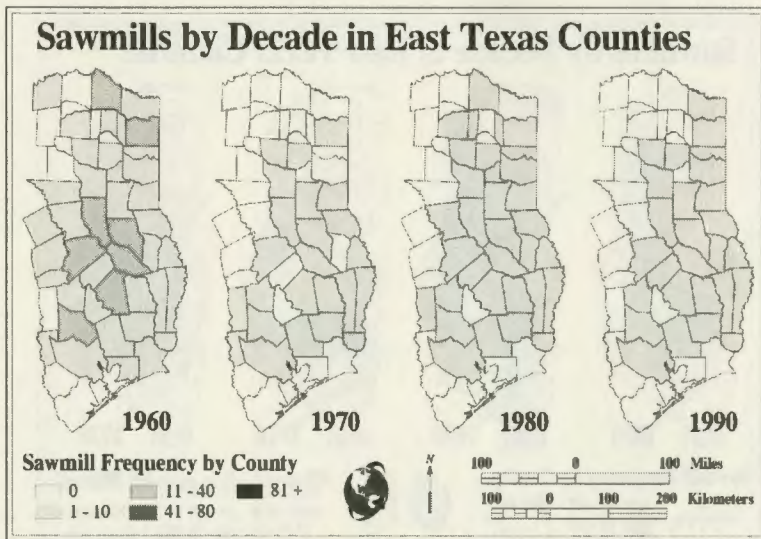 Sawmills by Decade in East Texas Counties
1960 1970 1980 1990
Sawmill Frequency by County
0 11 - 40 81 +
1 - 10 41 - 80
N
100 0 100 Miles
100 0 100 200 Kilometers